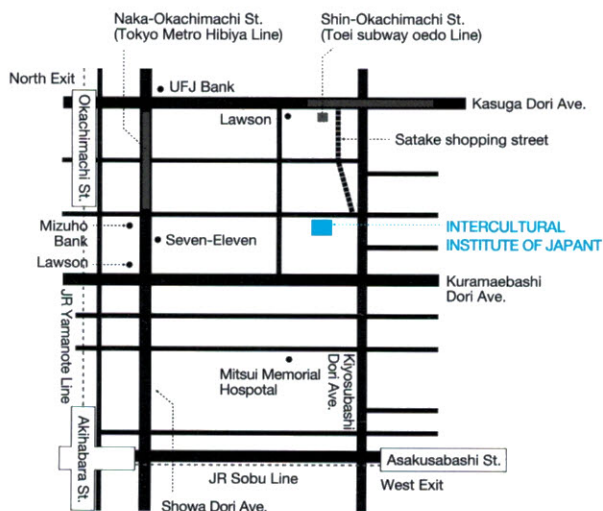 Naka-Okachimachi St.
(Tokyo Metro Hibiya Line)
Shin-Okachimachi St.
(Toei subway oedo Line)
North Exit
UFJ Bank
Kasuga Dori Ave.
Okachimachi St.
Lawson
Satake shopping street
Mizuho
Bank
Seven-Eleven
INTERCULTURAL
INSTITUTE OF JAPANT
Lawson
Kuramaebashi
Dori Ave.
JR Yamanote Line
Mitsui Memorial
Hospotal
Kiyosubashi
Dori Ave.
Akihabara St.
Asakusabashi St.
JR Sobu Line
West Exit
Showa Dori Ave.